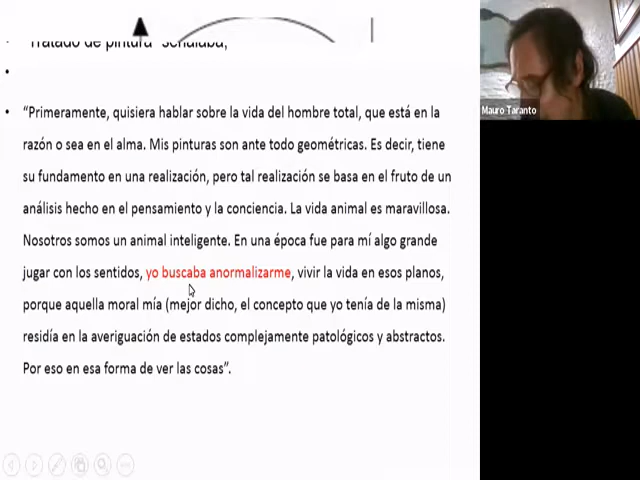 "Tratado de pintura" señalaba,
"Primeramente, quisiera hablar sobre la vida del hombre total, que está en la
razón o sea en el alma. Mis pinturas son ante todo geométricas. Es decir, tiene
su fundamento en una realización, pero tal realización se basa en el fruto de un
análisis hecho en el pensamiento y la conciencia. La vida animal es maravillosa.
Nosotros somos un animal inteligente. En una época fue para mí algo grande
jugar con los sentidos, yo buscaba anormalizarme, vivir la vida en esos planos,
porque aquella moral mía (mejor dicho, el concepto que yo tenía de la misma)
residía en la averiguación de estados complejamente patológicos y abstractos.
Por eso en esa forma de ver las cosas".
Mauro Taranto